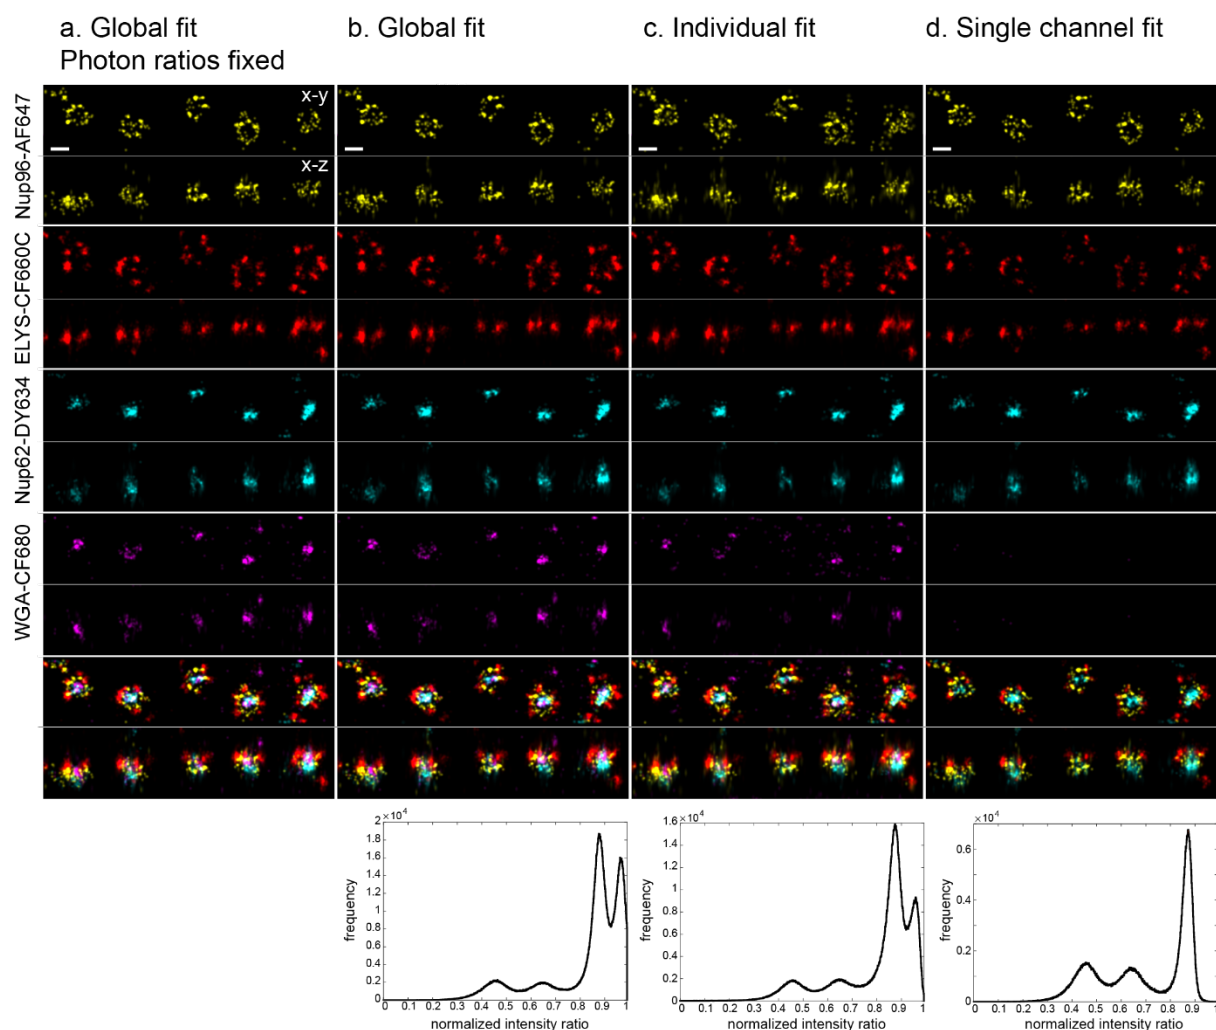 a. Global fit
Photon ratios fixed
b. Global fit
c. Individual fit
d. Single channel fit
Nup96-AF647
x-y
x-z
ELYS-CF660C
Nup62-DY634
WGA-CF680
×10⁴
2
1.8
1.6
1.4
1.2
1
0.8
0.6
0.4
0.2
0
frequency
0 0.1 0.2 0.3 0.4 0.5 0.6 0.7 0.8 0.9 1
normalized intensity ratio
×10⁴
1.6
1.4
1.2
1
0.8
0.6
0.4
0.2
0
frequency
0 0.1 0.2 0.3 0.4 0.5 0.6 0.7 0.8 0.9 1
normalized intensity ratio
×10⁴
0.6
0.4
0.2
0
frequency
0 0.1 0.2 0.3 0.4 0.5 0.6 0.7 0.8 0.9 1
normalized intensity ratio